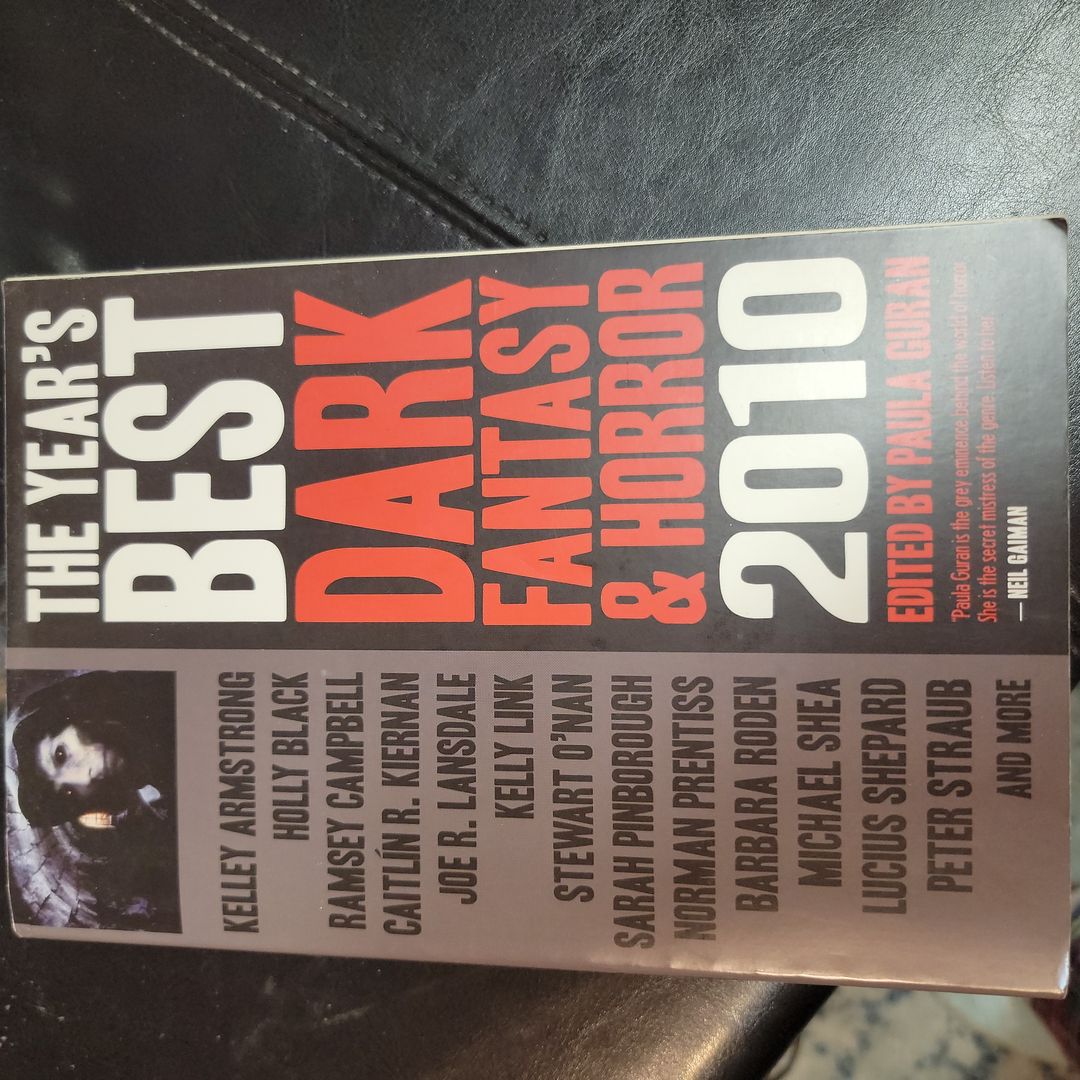 THE YEAR'S
BEST
DARK
FANTASY
& HORROR
2010
EDITED BY PAULA GURAN
"Paula Guran is the grey eminence behind the world of horror.
She is the secret mistress of the genre. Listen to her.
— NEIL GAIMAN
KELLEY ARMSTRONG
HOLLY BLACK
RAMSEY CAMPBELL
CAITLÍN R. KIERNAN
JOE R. LANSDALE
KELLY LINK
STEWART O'NAN
SARAH PINBOROUGH
NORMAN PRENTISS
BARBARA RODEN
MICHAEL SHEA
LUCIUS SHEPARD
PETER STRAUB
AND MORE